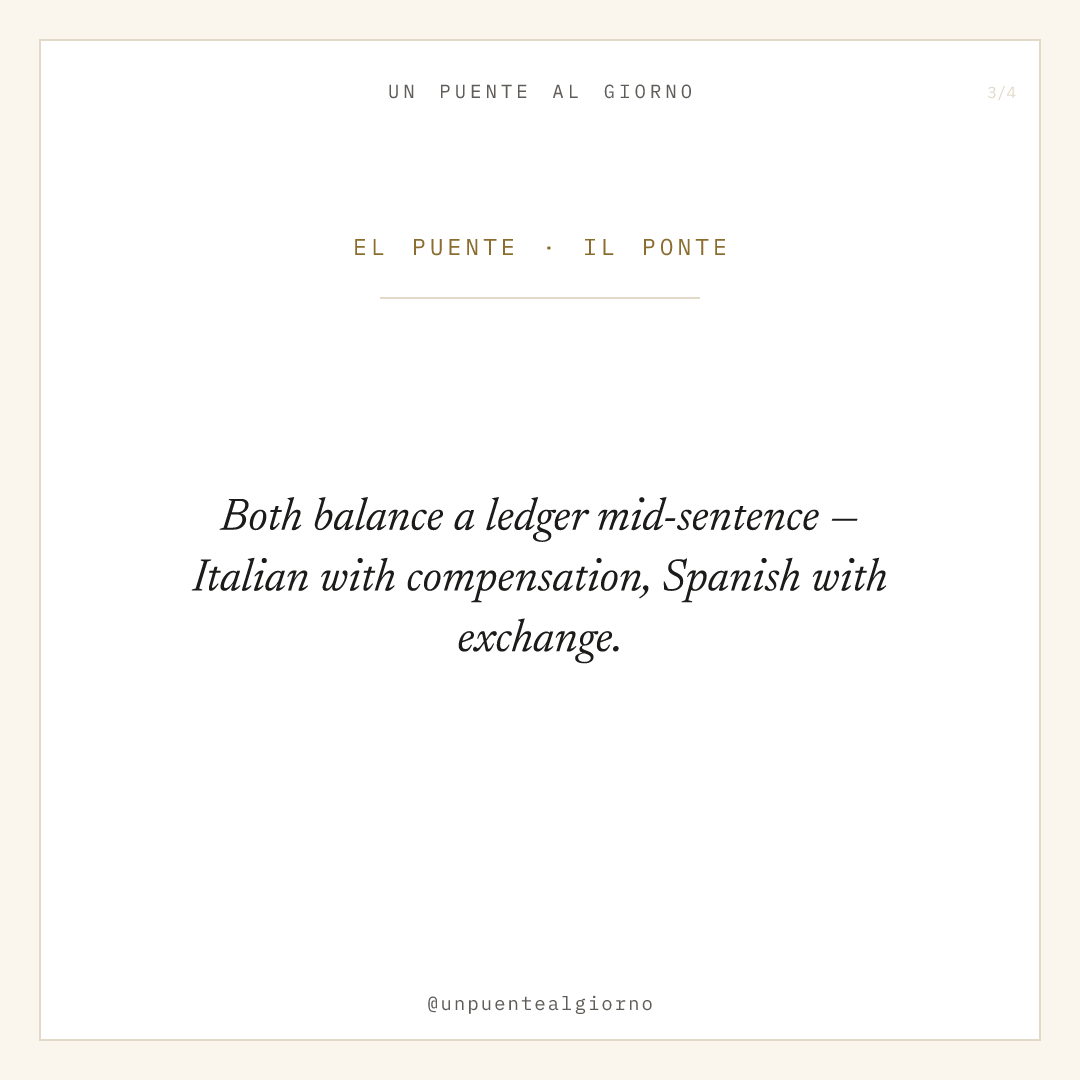 UN PUENTE AL GIORNO
3/4
EL PUENTE · IL PONTE
Both balance a ledger mid-sentence —
Italian with compensation, Spanish with
exchange.
@unpuentealgiorno